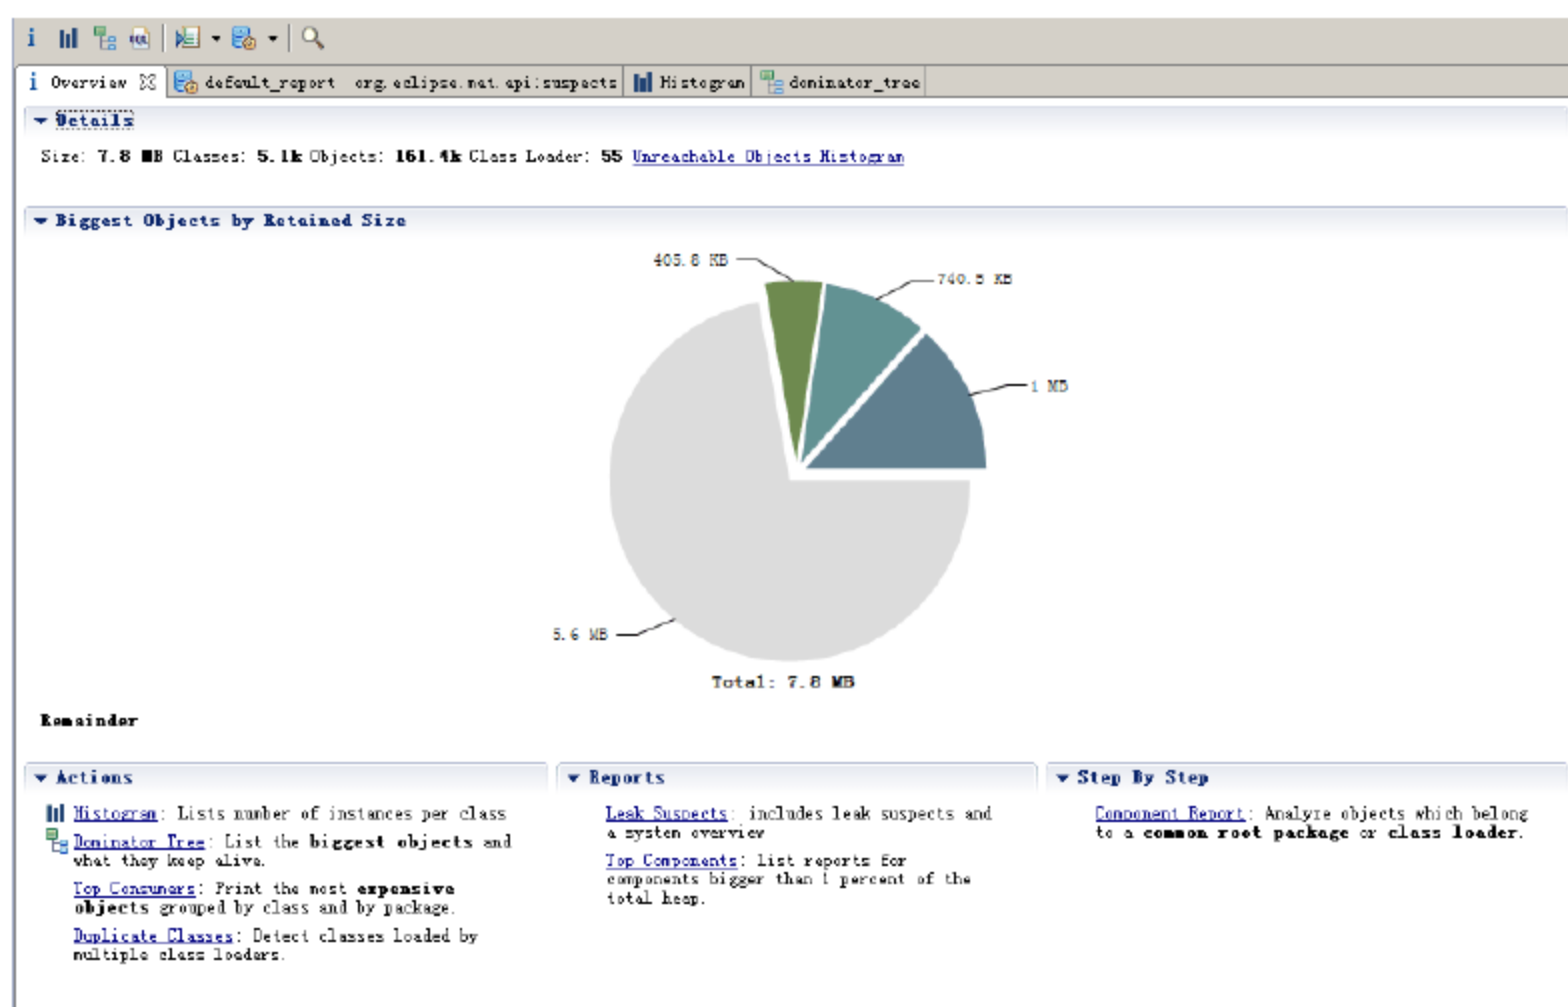 i Overview default_report org.eclipse.mat.api:suspects Histogram dominator_tree
Details
Size: 7.8 MB Classes: 5.1k Objects: 161.4k Class Loader: 55 Unreachable Objects Histogram
Biggest Objects by Retained Size
405.8 KB
740.5 KB
1 MB
5.6 MB
Total: 7.8 MB
Remainder
Actions
Histogram: Lists number of instances per class
Dominator Tree: List the biggest objects and
what they keep alive.
Top Consumers: Print the most expensive
objects grouped by class and by package.
Duplicate Classes: Detect classes loaded by
multiple class loaders.
Reports
Leak Suspects: includes leak suspects and
a system overview
Top Components: list reports for
components bigger than 1 percent of the
total heap.
Step By Step
Component Report: Analyze objects which belong
to a common root package or class loader.